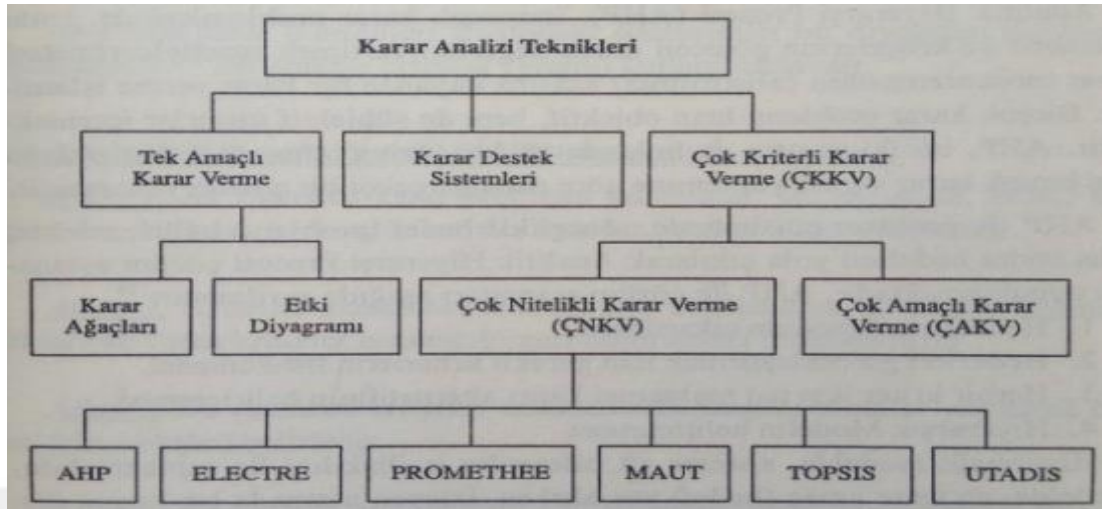 Karar Analizi Teknikleri
Tek Amaçlı
Karar Verme
Karar Destek
Sistemleri
Çok Kriterli Karar
Verme (ÇKKV)
Karar
Ağaçları
Etki
Diyagramı
Çok Nitelikli Karar Verme
(ÇNKV)
Çok Amaçlı Karar
Verme (ÇAKV)
AHP
ELECTRE
PROMETHEE
MAUT
TOPSIS
UTADIS